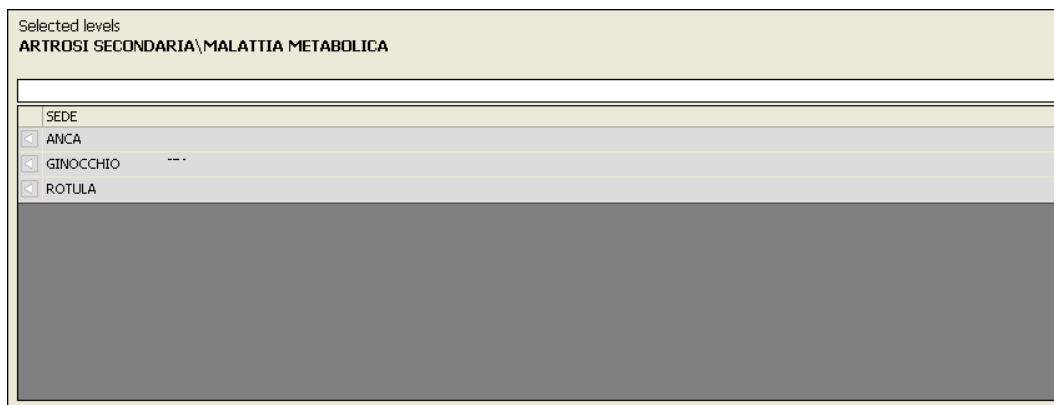 Selected levels
ARTROSI SECONDARIA\MALATTIA METABOLICA
SEDE
ANCA
GINOCCHIO
ROTULA